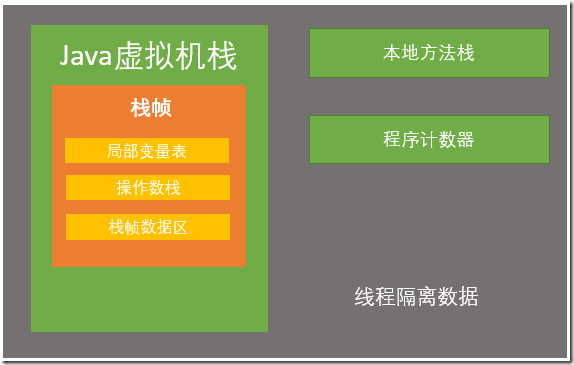 Java虚拟机栈
栈帧
局部变量表
操作数栈
栈帧数据区
本地方法栈
程序计数器
线程隔离数据